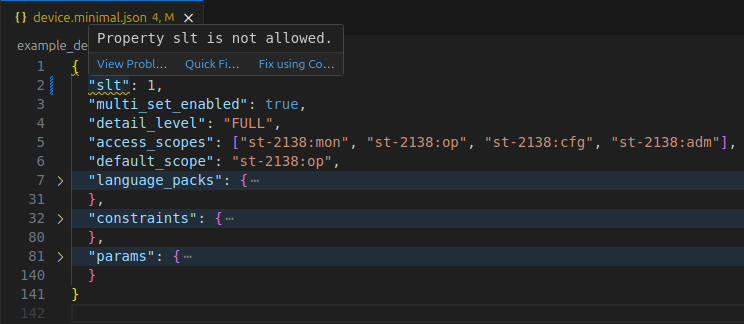 {} device.minimal.json 4, M ×
example_de
Property slt is not allowed.
View Probl... Quick Fi... Fix using Co...
1 {
2 "slt": 1,
3 "multi_set_enabled": true,
4 "detail_level": "FULL",
5 "access_scopes": ["st-2138:mon", "st-2138:op", "st-2138:cfg", "st-2138:adm"],
6 "default_scope": "st-2138:op",
7 > "language_packs": { ⋯
31 },
32 > "constraints": { ⋯
80 },
81 > "params": { ⋯
140 }
141 }
142